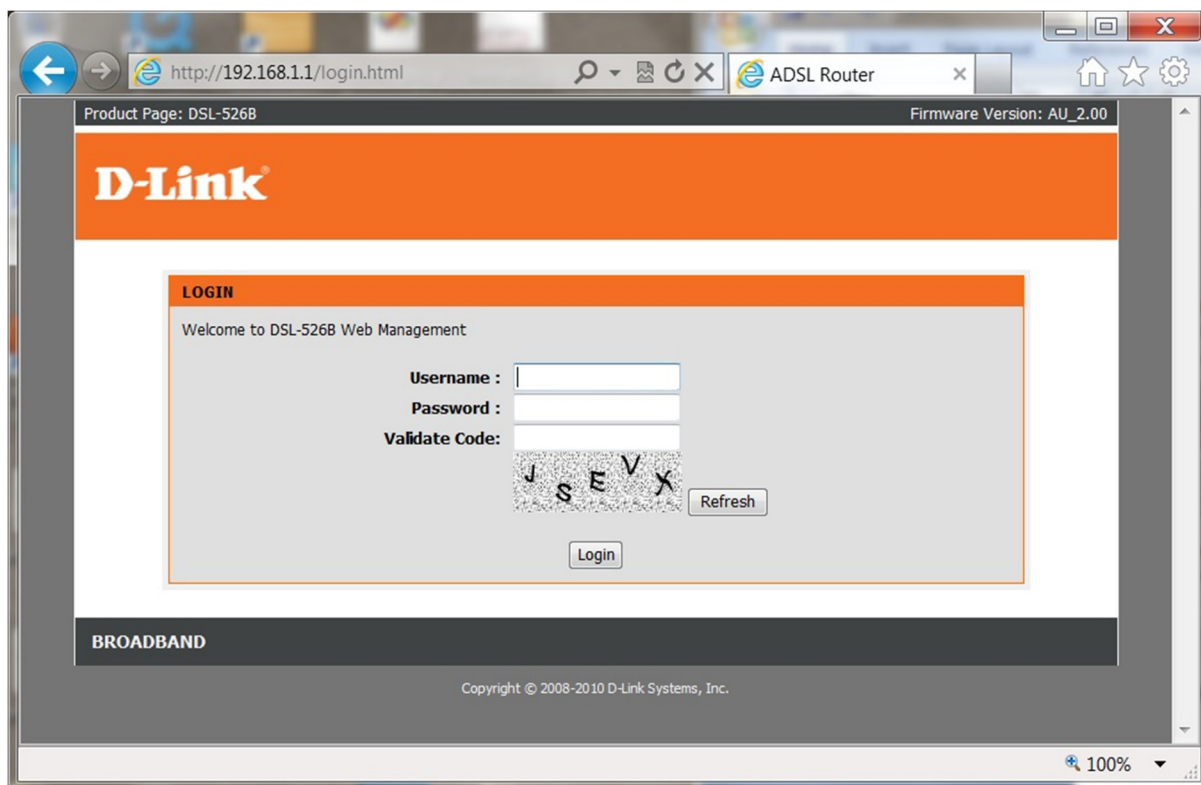 http://192.168.1.1/login.html
ADSL Router
Product Page: DSL-526B
Firmware Version: AU_2.00
D-Link®
LOGIN
Welcome to DSL-526B Web Management
Username :
Password :
Validate Code:
J S E V X
Refresh
Login
BROADBAND
Copyright © 2008-2010 D-Link Systems, Inc.
100%